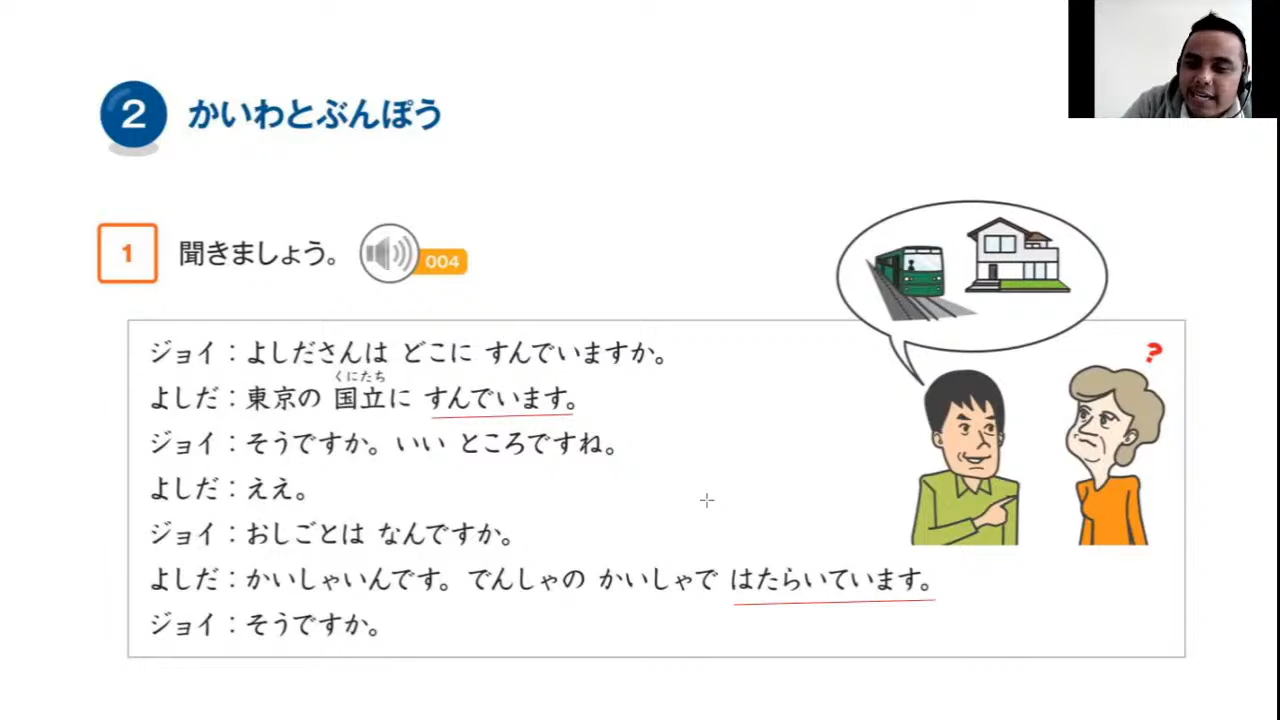 2 かいわとぶんぽう
1 聞きましょう。 004
ジョイ：よしださんは どこに すんでいますか。
くにたち
よしだ：東京の 国立に すんでいます。
ジョイ：そうですか。いい ところですね。
よしだ：ええ。
ジョイ：おしごとは なんですか。
よしだ：かいしゃいんです。でんしゃの かいしゃで はたらいています。
ジョイ：そうですか。
?